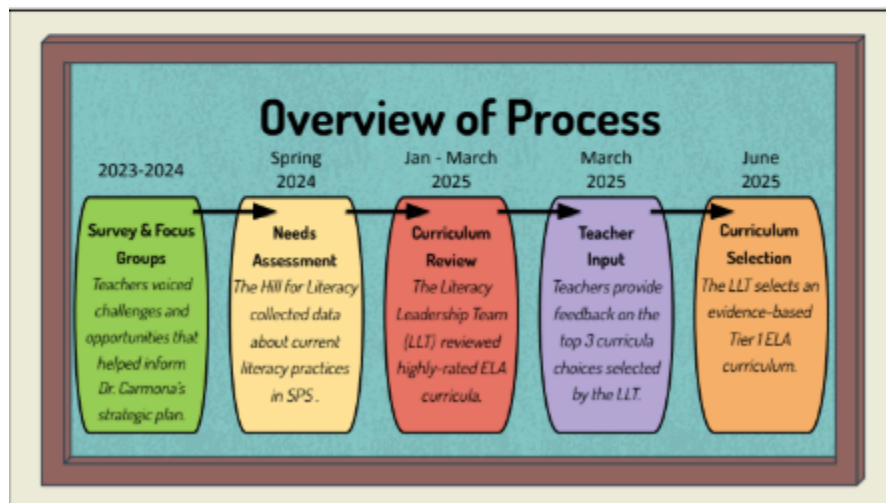 Overview of Process
2023-2024
Survey & Focus
Groups
Teachers voiced
challenges and
opportunities that
helped inform
Dr. Carmona's
strategic plan.
Spring
2024
Needs
Assessment
The Hill for Literacy
collected data
about current
literacy practices
in SPS .
Jan - March
2025
Curriculum
Review
The Literacy
Leadership Team
(LLT) reviewed
highly-rated ELA
curricula.
March
2025
Teacher
Input
Teachers provide
feedback on the
top 3 curricula
choices selected
by the LLT.
June
2025
Curriculum
Selection
The LLT selects an
evidence-based
Tier 1 ELA
curriculum.